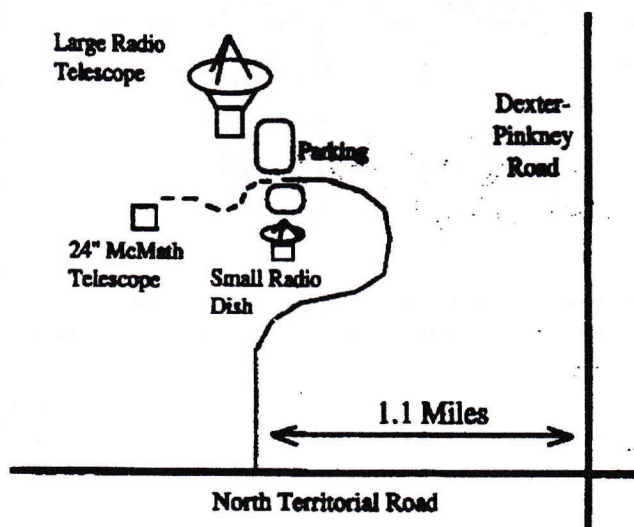 Large Radio
Telescope
Dexter-
Pinkney
Road
Parking
24" McMath
Telescope
Small Radio
Dish
1.1 Miles
North Territorial Road